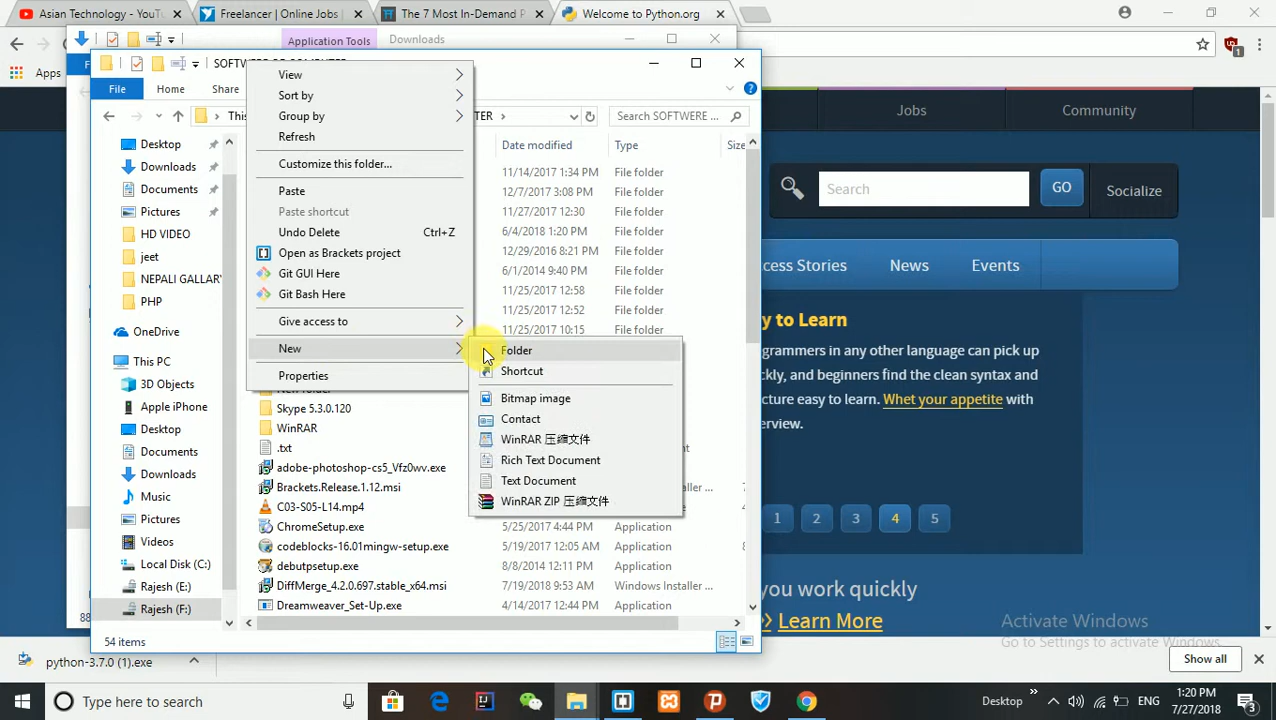 Asian Technology - YouTu
Freelancer | Online Jobs |
The 7 Most In-Demand P
Welcome to Python.org
Apps
1
Application Tools
Downloads
File
Home
Share
This
TER
Search SOFTWERE ...
Desktop
Downloads
Documents
Pictures
HD VIDEO
jeet
NEPALI GALLARY
PHP
OneDrive
This PC
3D Objects
Apple iPhone
Desktop
Documents
Downloads
Music
Pictures
Videos
Local Disk (C:)
Rajesh (E:)
Rajesh (F:)
View
Sort by
Group by
Refresh
Customize this folder...
Paste
Paste shortcut
Undo Delete Ctrl+Z
Open as Brackets project
Git GUI Here
Git Bash Here
Give access to
New
Properties
Folder
Shortcut
Bitmap image
Contact
WinRAR 压缩文件
Rich Text Document
Text Document
WinRAR ZIP 压缩文件
Date modified Type Size
11/14/2017 1:34 PM File folder
12/7/2017 3:08 PM File folder
11/27/2017 12:30 File folder
6/4/2018 1:20 PM File folder
12/29/2016 8:21 PM File folder
6/1/2014 9:40 PM File folder
11/25/2017 12:58 File folder
11/25/2017 12:52 File folder
11/25/2017 10:15 File folder
Skype 5.3.0.120
WinRAR
.txt
adobe-photoshop-cs5_Vfz0wv.exe
Brackets.Release.1.12.msi
C03-S05-L14.mp4
ChromeSetup.exe 5/25/2017 4:44 PM Application
codeblocks-16.01mingw-setup.exe 5/19/2017 12:05 AM Application 8
debutpsetup.exe 8/8/2014 12:11 PM Application
DiffMerge_4.2.0.697.stable_x64.msi 7/19/2018 9:53 AM Windows Installer ...
Dreamweaver_Set-Up.exe 4/14/2017 12:44 PM Application
54 items
Jobs
Community
Search
GO
Socialize
cess Stories
News
Events
y to Learn
grammers in any other language can
ckly, and beginners find the clean syntax and
ucture easy to learn. Whet your appetite with
erview.
1 2 3 4 5
you work quickly
Learn More
Activate Windows
Go to Settings to activate Windows.
python-3.7.0 (1).exe
Show all
Type here to search
Desktop
ENG
1:20 PM
7/27/2018
3